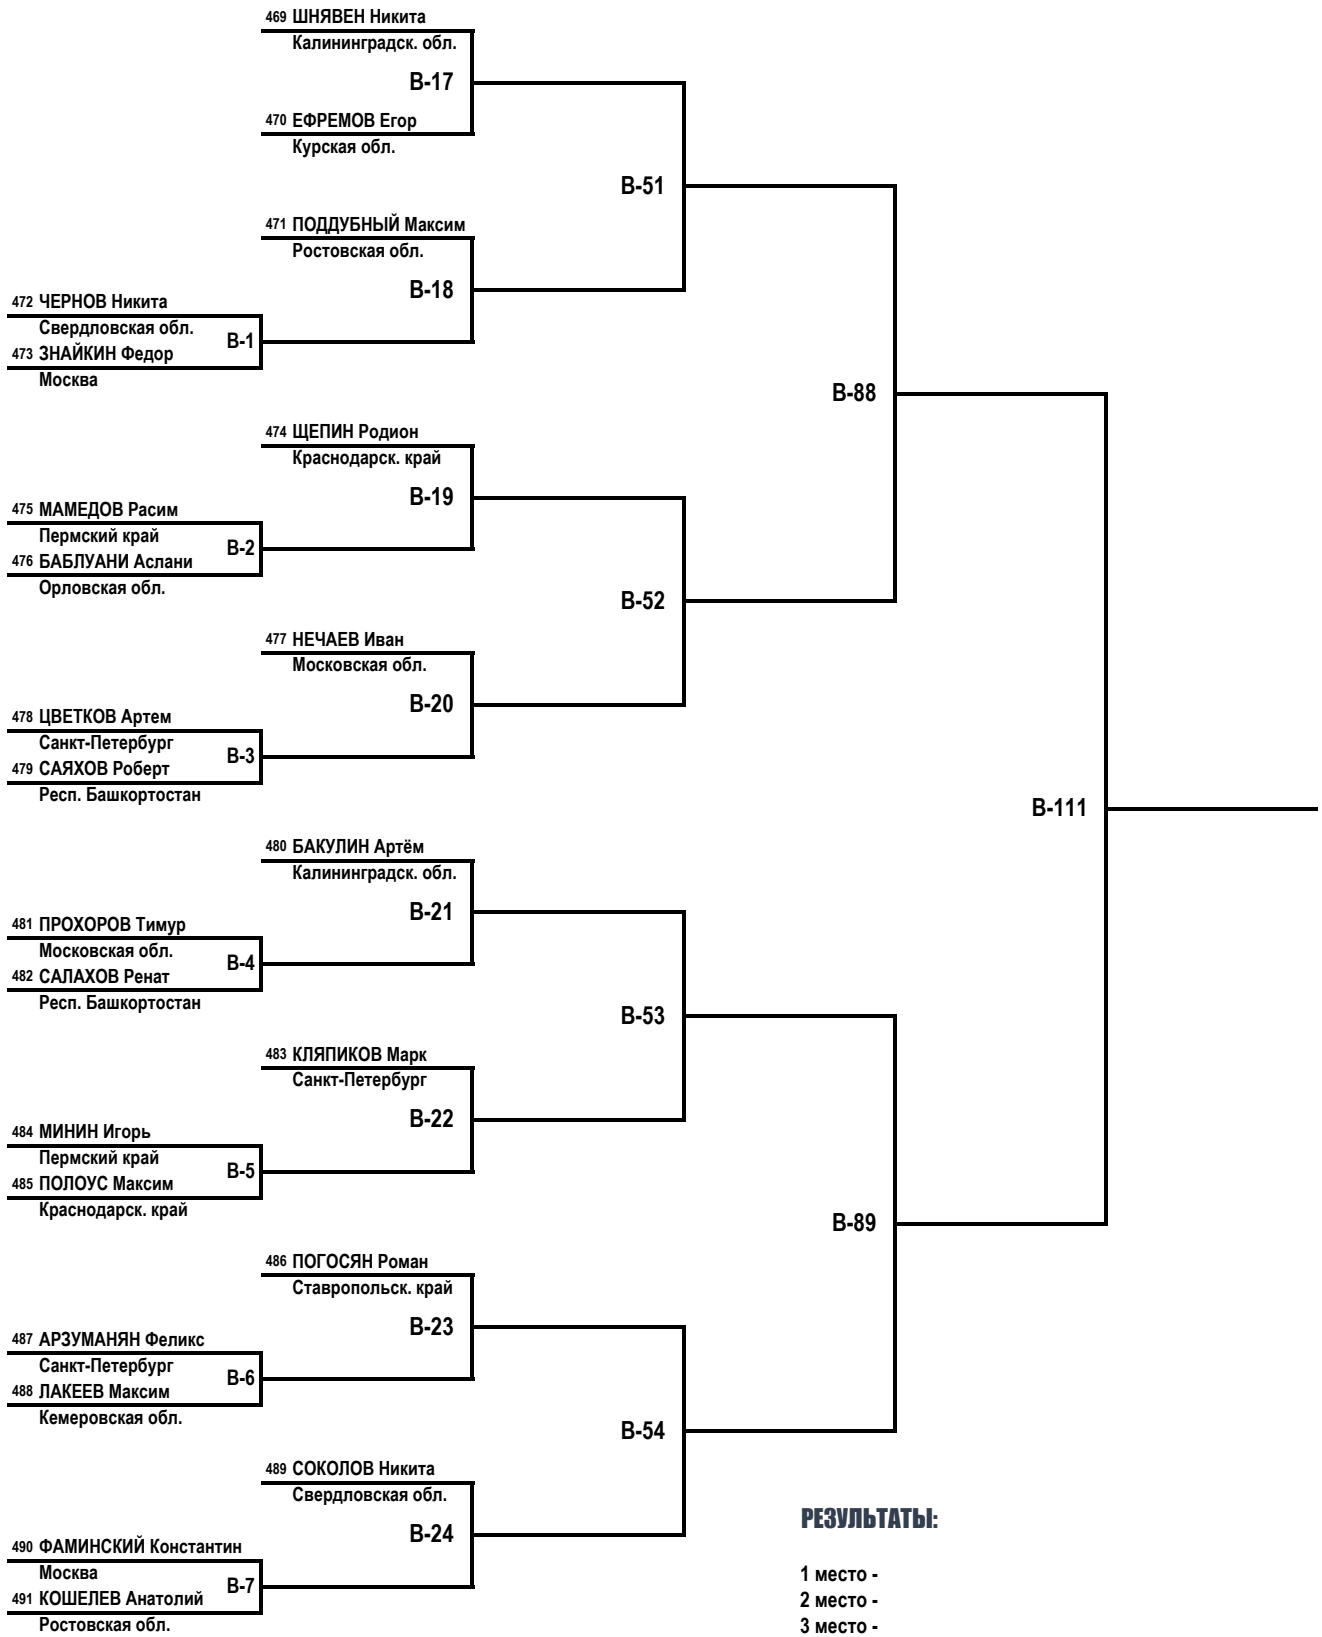 469 ШНЯВЕН Никита
Калининградск. обл.
B-17
470 ЕФРЕМОВ Егор
Курская обл.
B-51
471 ПОДДУБНЫЙ Максим
Ростовская обл.
B-18
472 ЧЕРНОВ Никита
Свердловская обл.
B-1
473 ЗНАЙКИН Федор
Москва
B-88
474 ЩЕПИН Родион
Краснодарск. край
B-19
475 МАМЕДОВ Расим
Пермский край
B-2
476 БАБЛУАНИ Аслани
Орловская обл.
B-52
477 НЕЧАЕВ Иван
Московская обл.
B-20
478 ЦВЕТКОВ Артем
Санкт-Петербург
B-3
479 САЯХОВ Роберт
Респ. Башкортостан
B-111
480 БАКУЛИН Артём
Калининградск. обл.
B-21
481 ПРОХОРОВ Тимур
Московская обл.
B-4
482 САЛАХОВ Ренат
Респ. Башкортостан
B-53
483 КЛЯПИКОВ Марк
Санкт-Петербург
B-22
484 МИНИН Игорь
Пермский край
B-5
485 ПОЛОУС Максим
Краснодарск. край
B-89
486 ПОГОСЯН Роман
Ставропольск. край
B-23
487 АРЗУМАНЯН Феликс
Санкт-Петербург
B-6
488 ЛАКЕЕВ Максим
Кемеровская обл.
B-54
489 СОКОЛОВ Никита
Свердловская обл.
B-24
490 ФАМИНСКИЙ Константин
Москва
B-7
491 КОШЕЛЕВ Анатолий
Ростовская обл.
РЕЗУЛЬТАТЫ:
1 место -
2 место -
3 место -